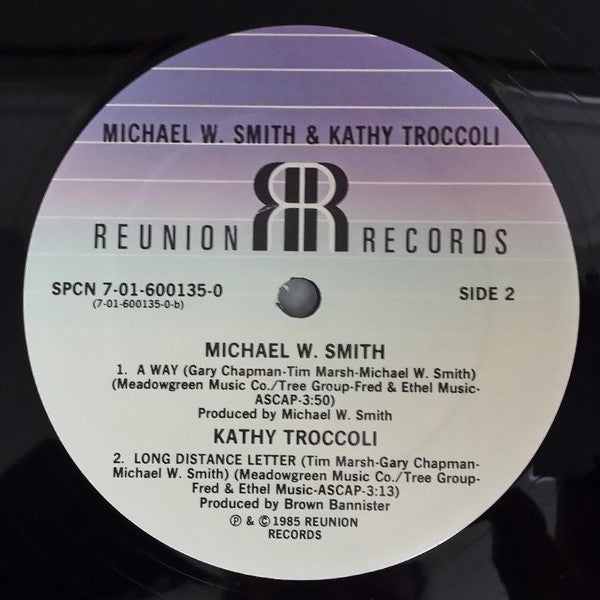 MICHAEL W. SMITH & KATHY TROCCOLI
RR
REUNION RECORDS
SPCN 7-01-600135-0 SIDE 2
(7-01-600135-0-b)
MICHAEL W. SMITH
1. A WAY (Gary Chapman-Tim Marsh-Michael W. Smith)
(Meadowgreen Music Co./Tree Group-Fred & Ethel Music-
ASCAP-3:50)
Produced by Michael W. Smith
KATHY TROCCOLI
2. LONG DISTANCE LETTER (Tim Marsh-Gary Chapman-
Michael W. Smith) (Meadowgreen Music Co./Tree Group-
Fred & Ethel Music-ASCAP-3:13)
Produced by Brown Bannister
℗ & © 1985 REUNION
RECORDS